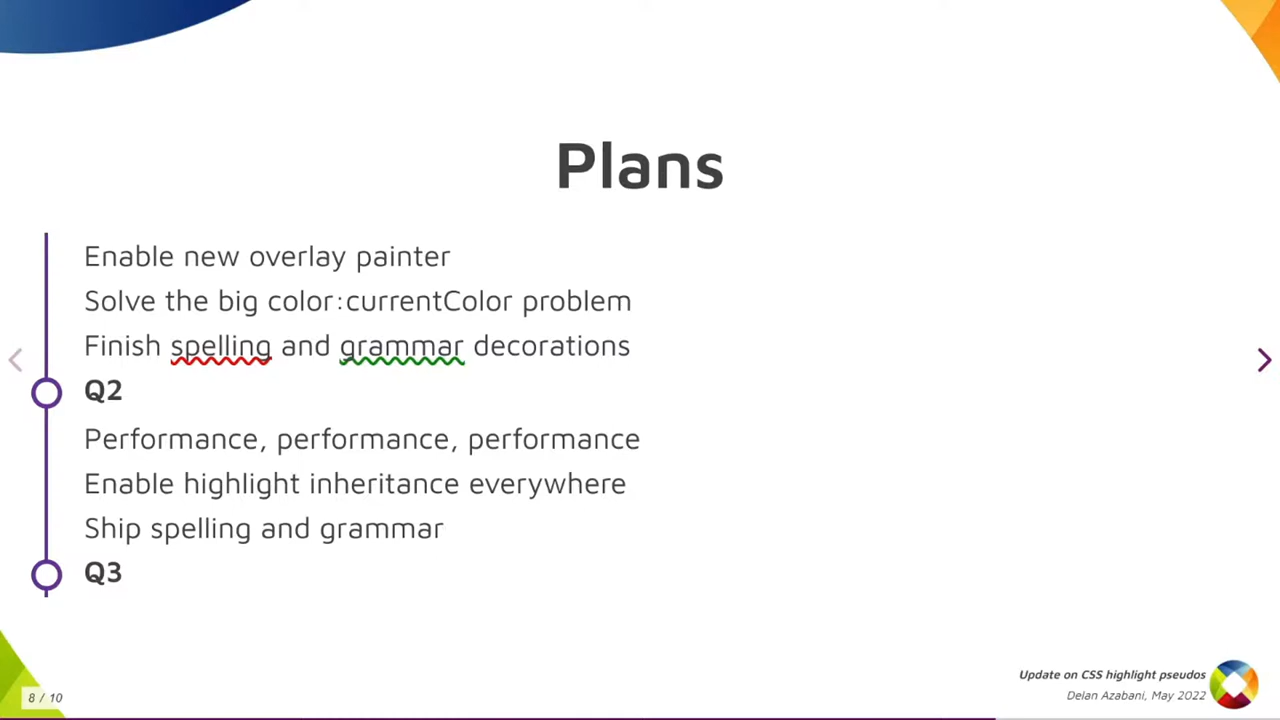 Plans
Enable new overlay painter
Solve the big color:currentColor problem
Finish spelling and grammar decorations
Q2
Performance, performance, performance
Enable highlight inheritance everywhere
Ship spelling and grammar
Q3
8 / 10
Update on CSS highlight pseudos
Delan Azabani, May 2022